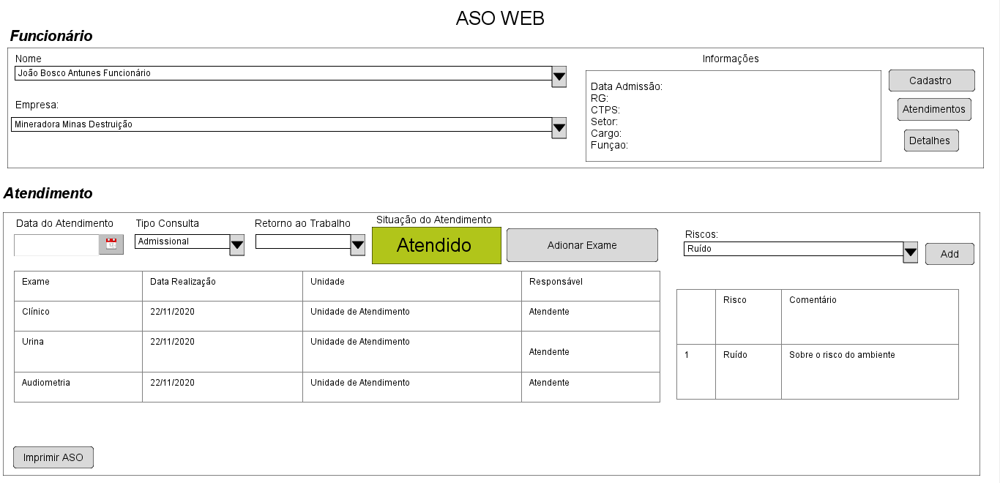 ASO WEB
Funcionário
Nome
João Bosco Antunes Funcionário
Empresa:
Mineradora Minas Destruição
Informações
Data Admissão:
RG:
CTPS:
Setor:
Cargo:
Funçao:
Cadastro
Atendimentos
Detalhes
Atendimento
Data do Atendimento
Tipo Consulta
Admissional
Retorno ao Trabalho
Situação do Atendimento
Atendido
Adionar Exame
Riscos:
Ruído
Add
Exame Data Realização Unidade Responsável
Clínico 22/11/2020 Unidade de Atendimento Atendente
Urina 22/11/2020 Unidade de Atendimento Atendente
Audiometria 22/11/2020 Unidade de Atendimento Atendente
Risco Comentário
1 Ruído Sobre o risco do ambiente
Imprimir ASO